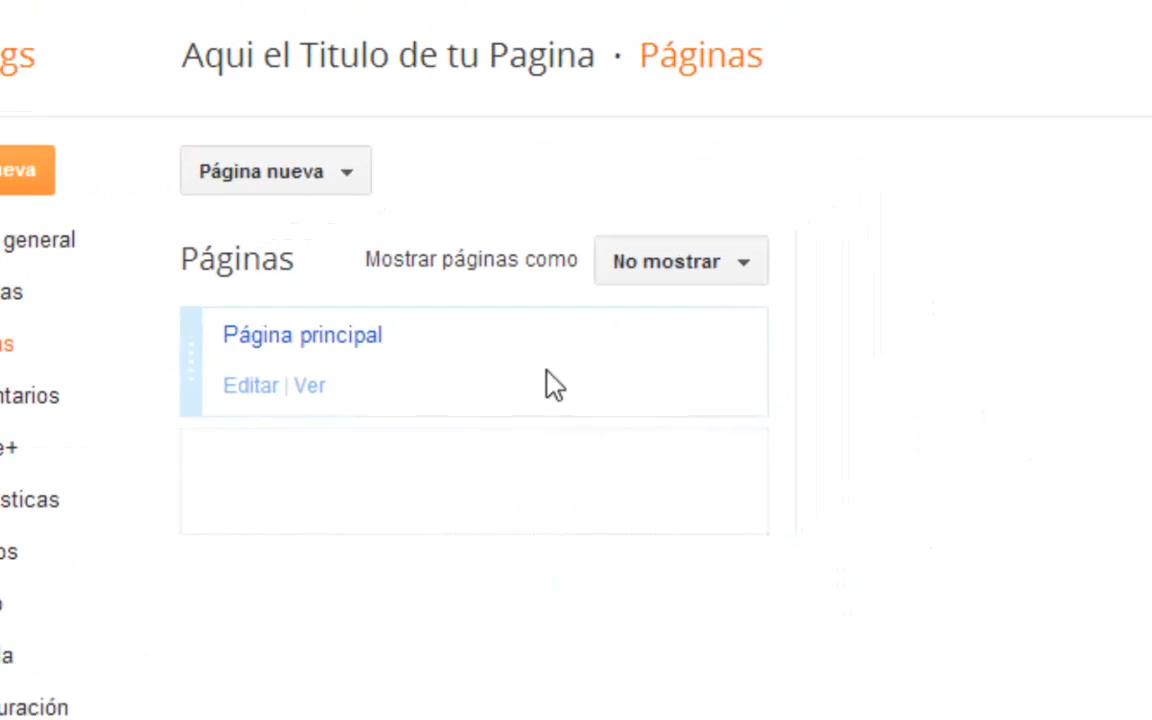 gs
Aqui el Titulo de tu Pagina · Páginas
ueva
Página nueva
general
Páginas
Mostrar páginas como
No mostrar
as
Página principal
as
Editar | Ver
ntarios
e+
sticas
os
o
la
uración